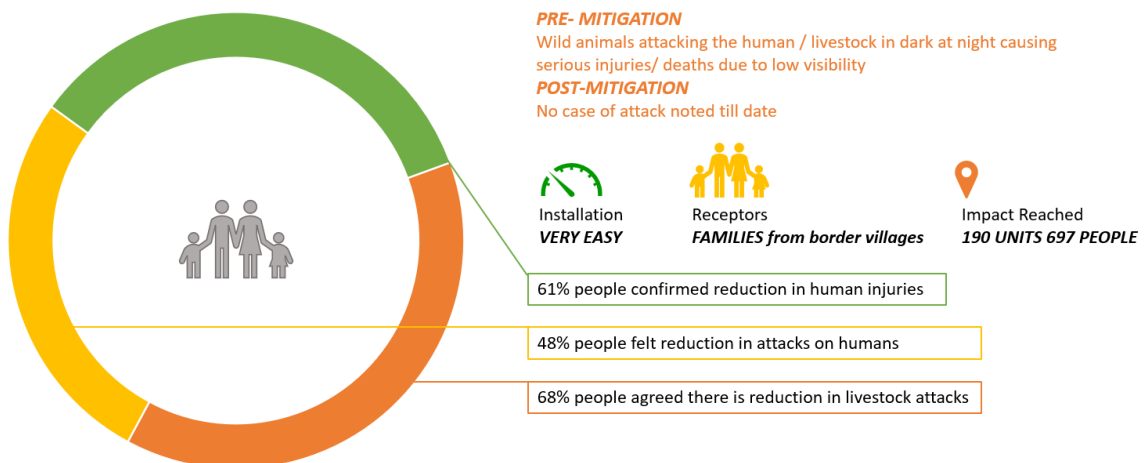 PRE- MITIGATION
Wild animals attacking the human / livestock in dark at night causing
serious injuries/ deaths due to low visibility
POST-MITIGATION
No case of attack noted till date
Installation
VERY EASY
Receptors
FAMILIES from border villages
Impact Reached
190 UNITS 697 PEOPLE
61% people confirmed reduction in human injuries
48% people felt reduction in attacks on humans
68% people agreed there is reduction in livestock attacks